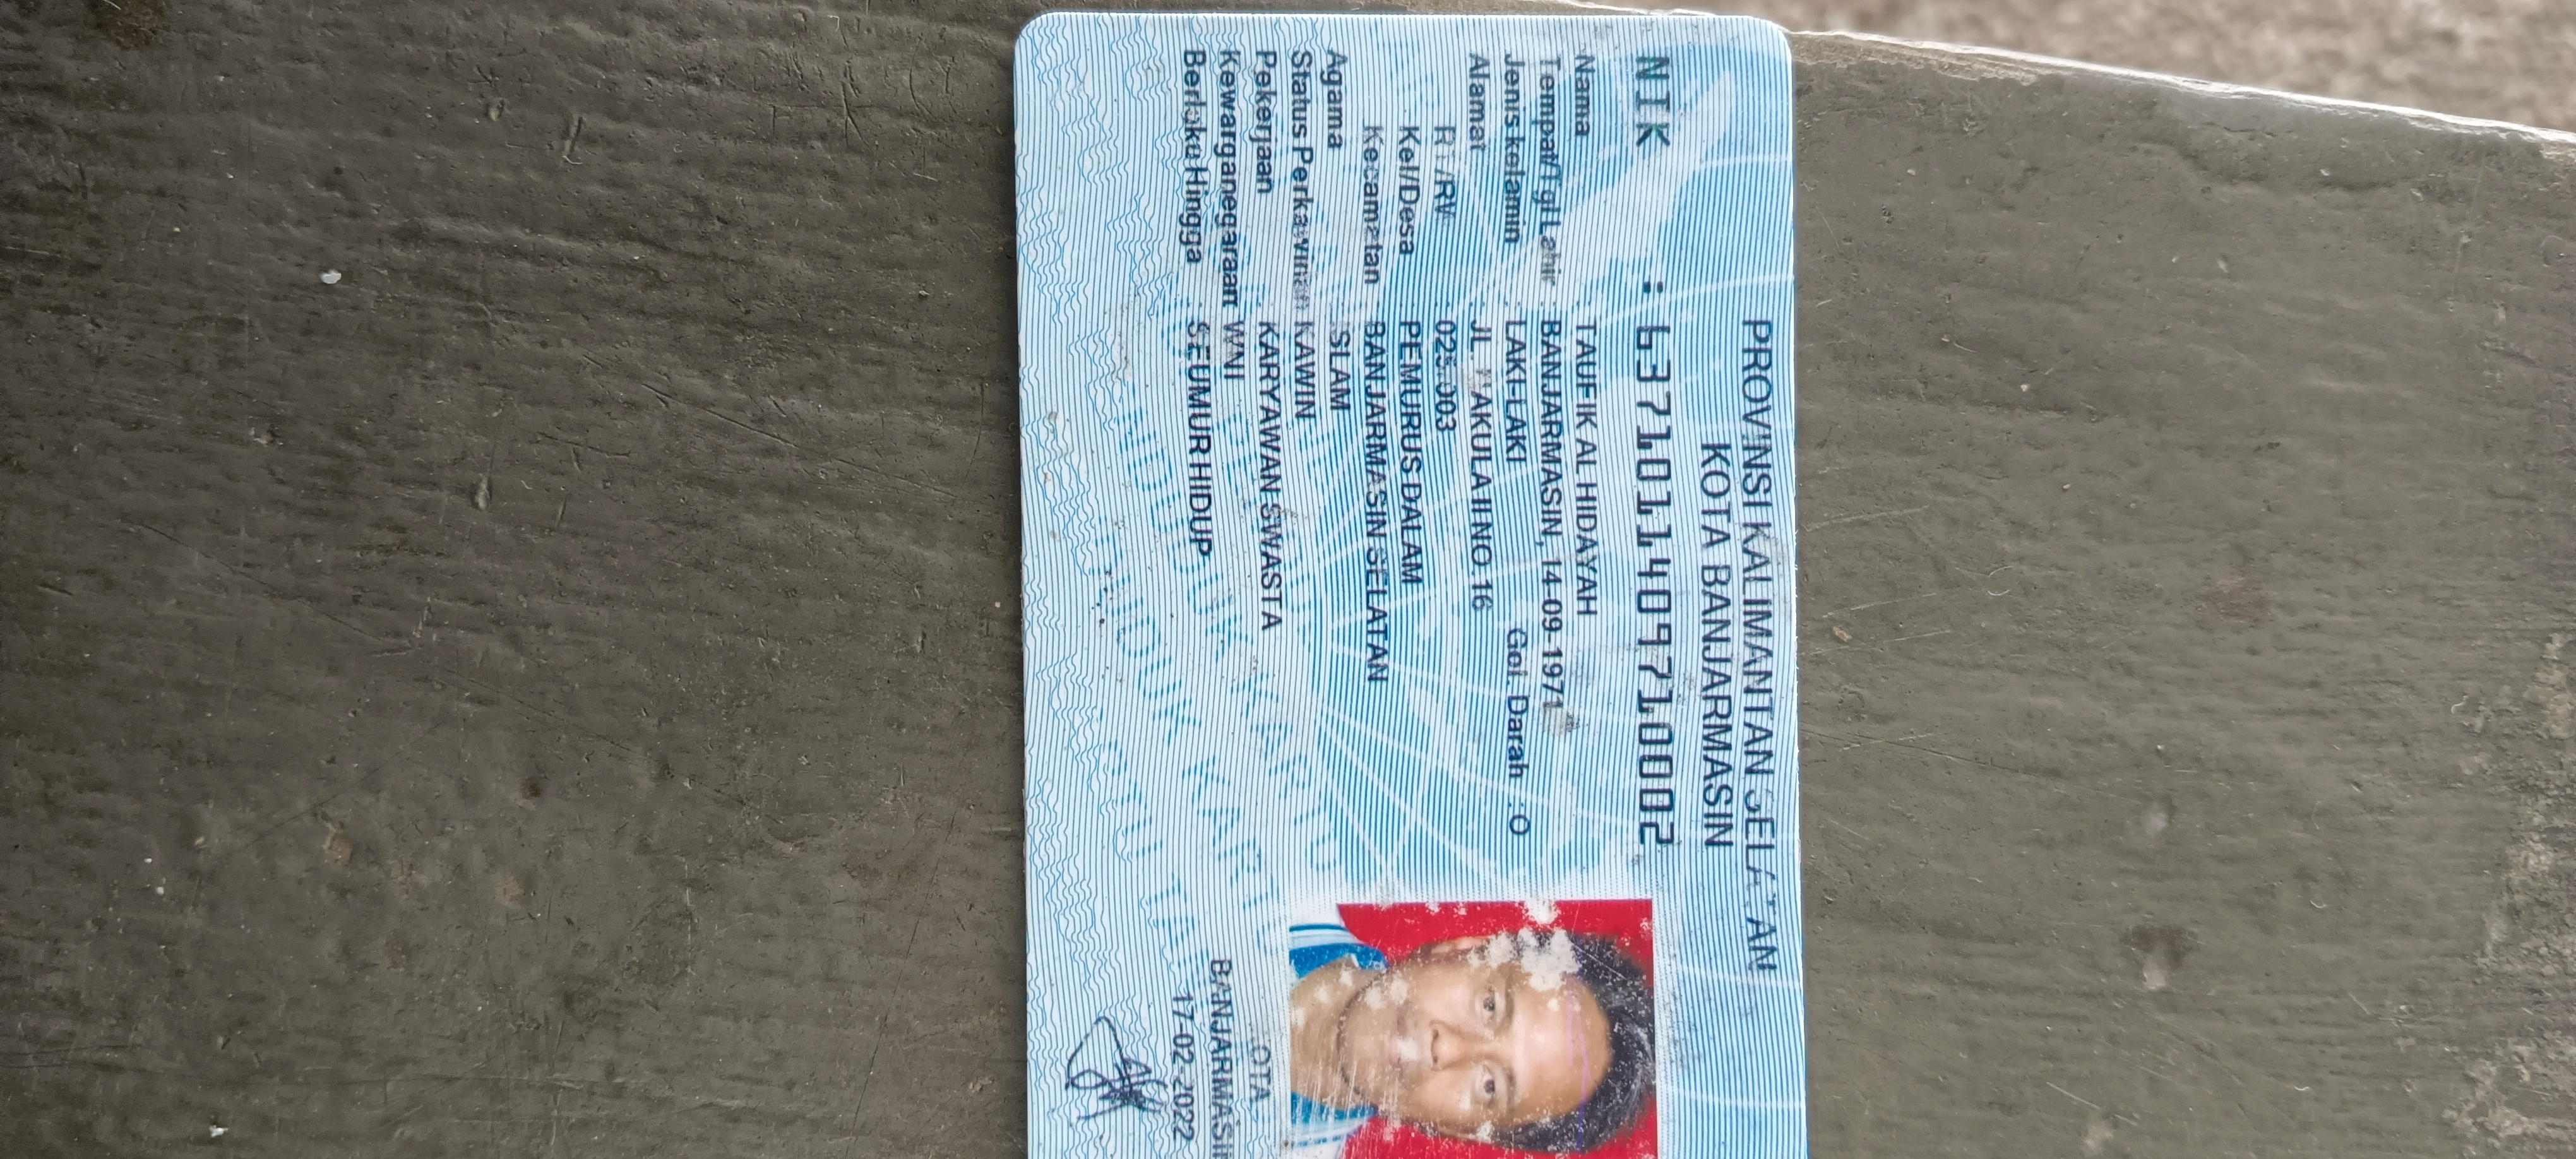 PROVINSI KALIMANTAN SELATAN
KOTA BANJARMASIN
NIK : 6371011409710002
Nama TAUFIK AL HIDAYAH
Tempat/Tgl Lahir : BANJARMASIN, 14-09-1971
Jenis kelamin : LAKI-LAKI Gol. Darah : O
Alamat JL. II NO.16
RT/RW : 003
Kel/Desa : PEMURUS DALAM
Kecamatan : BANJARMASIN SELATAN
Agama : ISLAM
Status Perkawinan KAWIN
Pekerjaan : KARYAWAN SWASTA
Kewarganegaraan WNI
Berlaku Hingga : SEUMUR HIDUP
KOTA
BANJARMASIN
17-02-2022